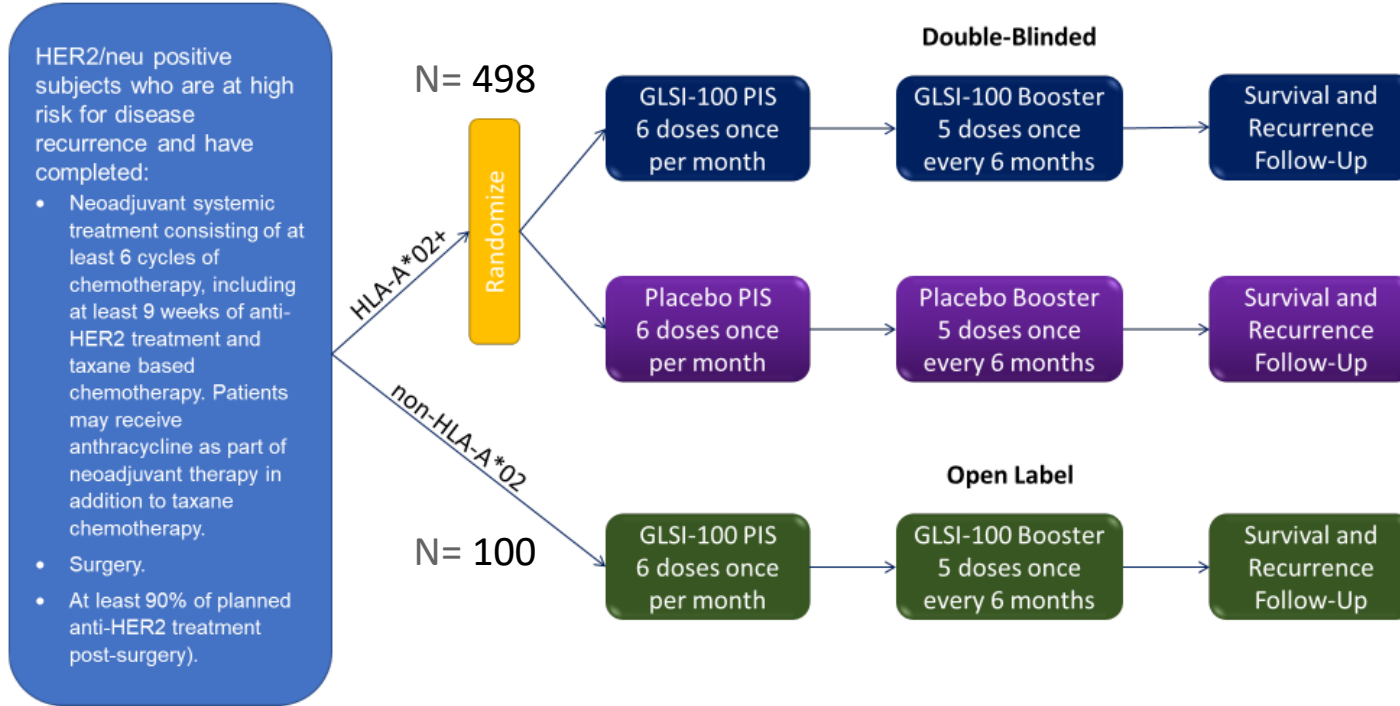 HER2/neu positive
subjects who are at high
risk for disease
recurrence and have
completed:
• Neoadjuvant systemic
treatment consisting of at
least 6 cycles of
chemotherapy, including
at least 9 weeks of anti-
HER2 treatment and
taxane based
chemotherapy. Patients
may receive
anthracycline as part of
neoadjuvant therapy in
addition to taxane
chemotherapy.
• Surgery.
• At least 90% of planned
anti-HER2 treatment
post-surgery).
HLA-A*02+
non-HLA-A*02
N= 498
Randomize
N= 100
Double-Blinded
GLSI-100 PIS
6 doses once
per month
GLSI-100 Booster
5 doses once
every 6 months
Survival and
Recurrence
Follow-Up
Placebo PIS
6 doses once
per month
Placebo Booster
5 doses once
every 6 months
Survival and
Recurrence
Follow-Up
Open Label
GLSI-100 PIS
6 doses once
per month
GLSI-100 Booster
5 doses once
every 6 months
Survival and
Recurrence
Follow-Up